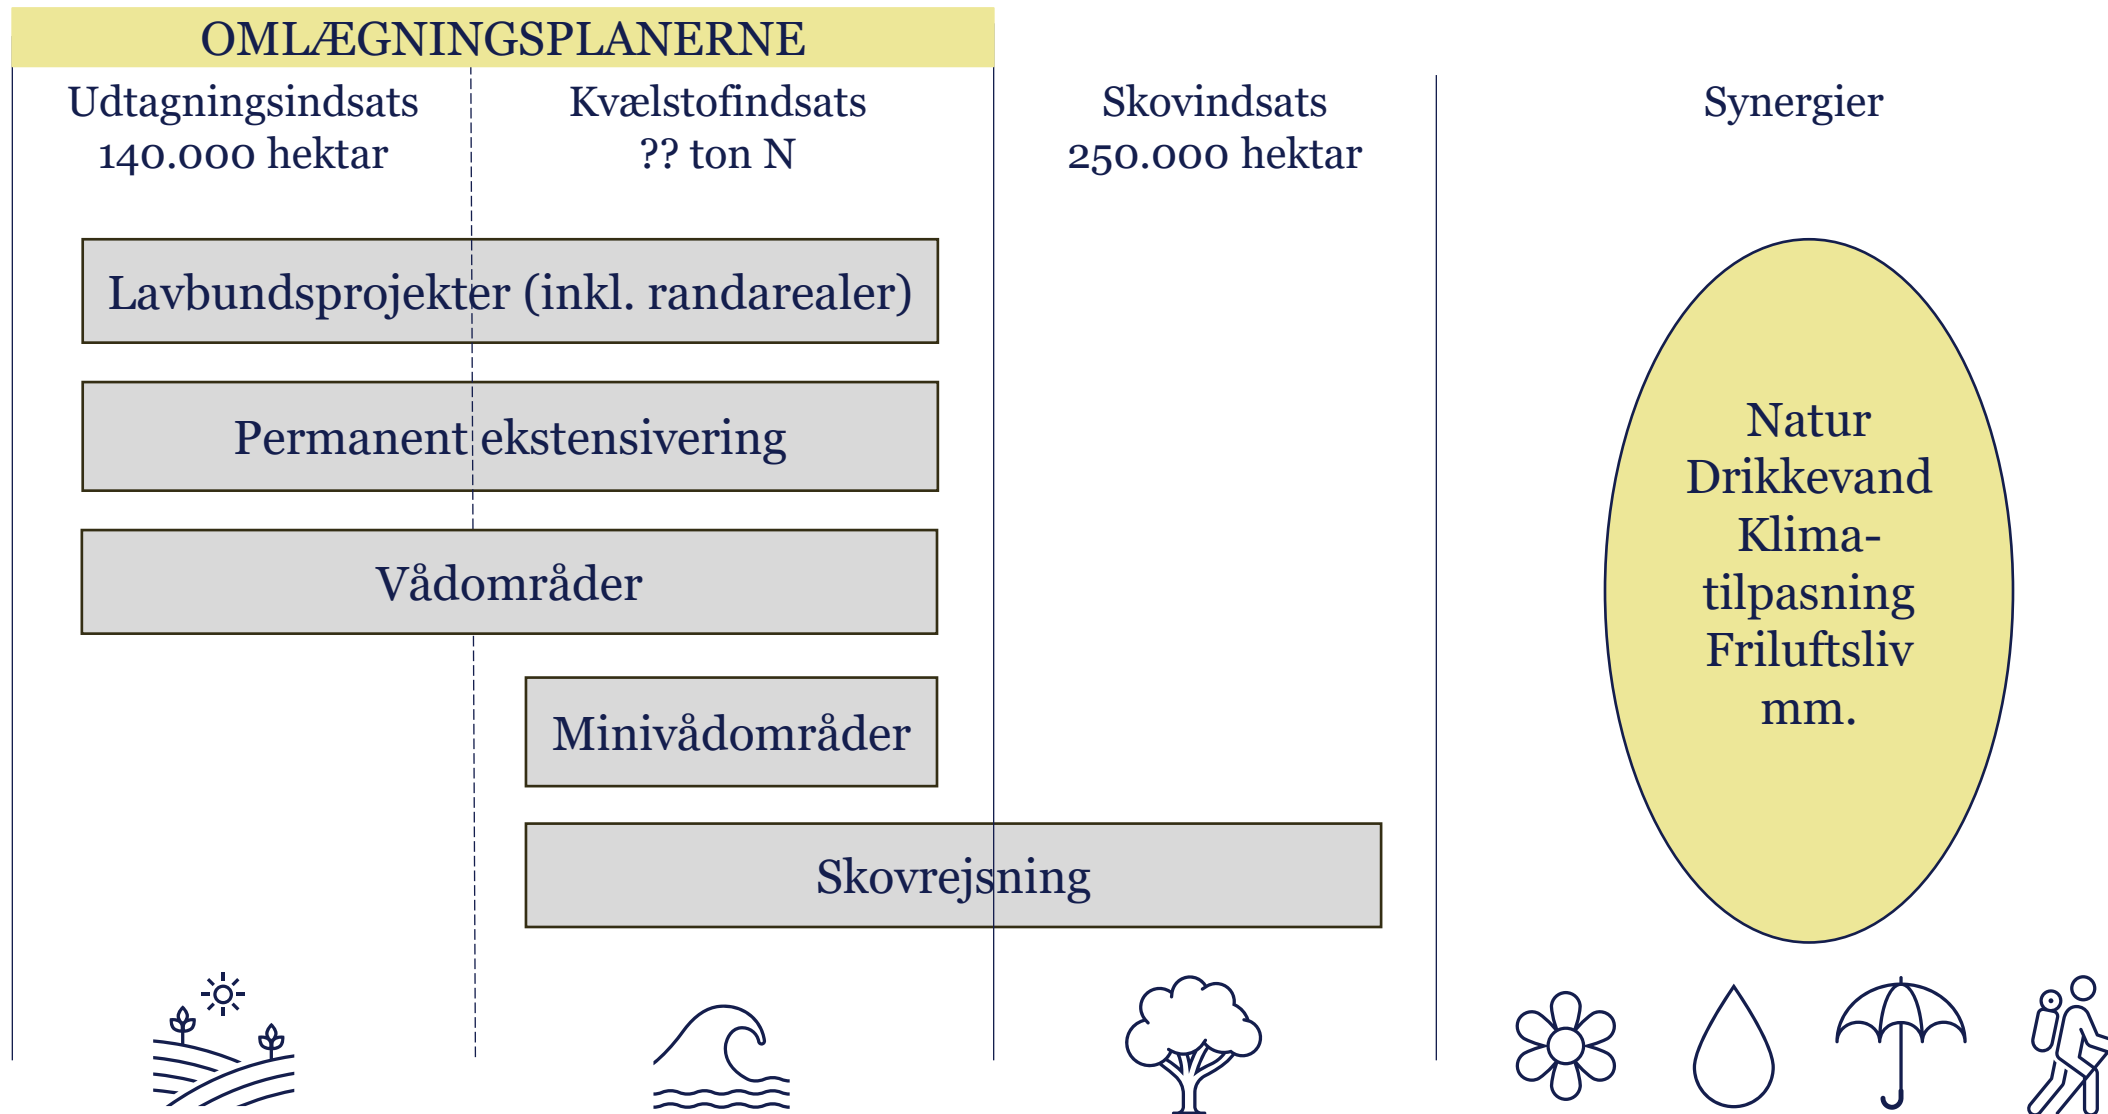 OMLÆGNINGSPLANERNE
Udtagningsindsats
140.000 hektar
Kvælstofindsats
?? ton N
Skovindsats
250.000 hektar
Synergier
Lavbundsprojekter (inkl. randarealer)
Permanent ekstensivering
Vådområder
Minivådområder
Skovrejsning
Natur
Drikkevand
Klima-
tilpasning
Friluftsliv
mm.